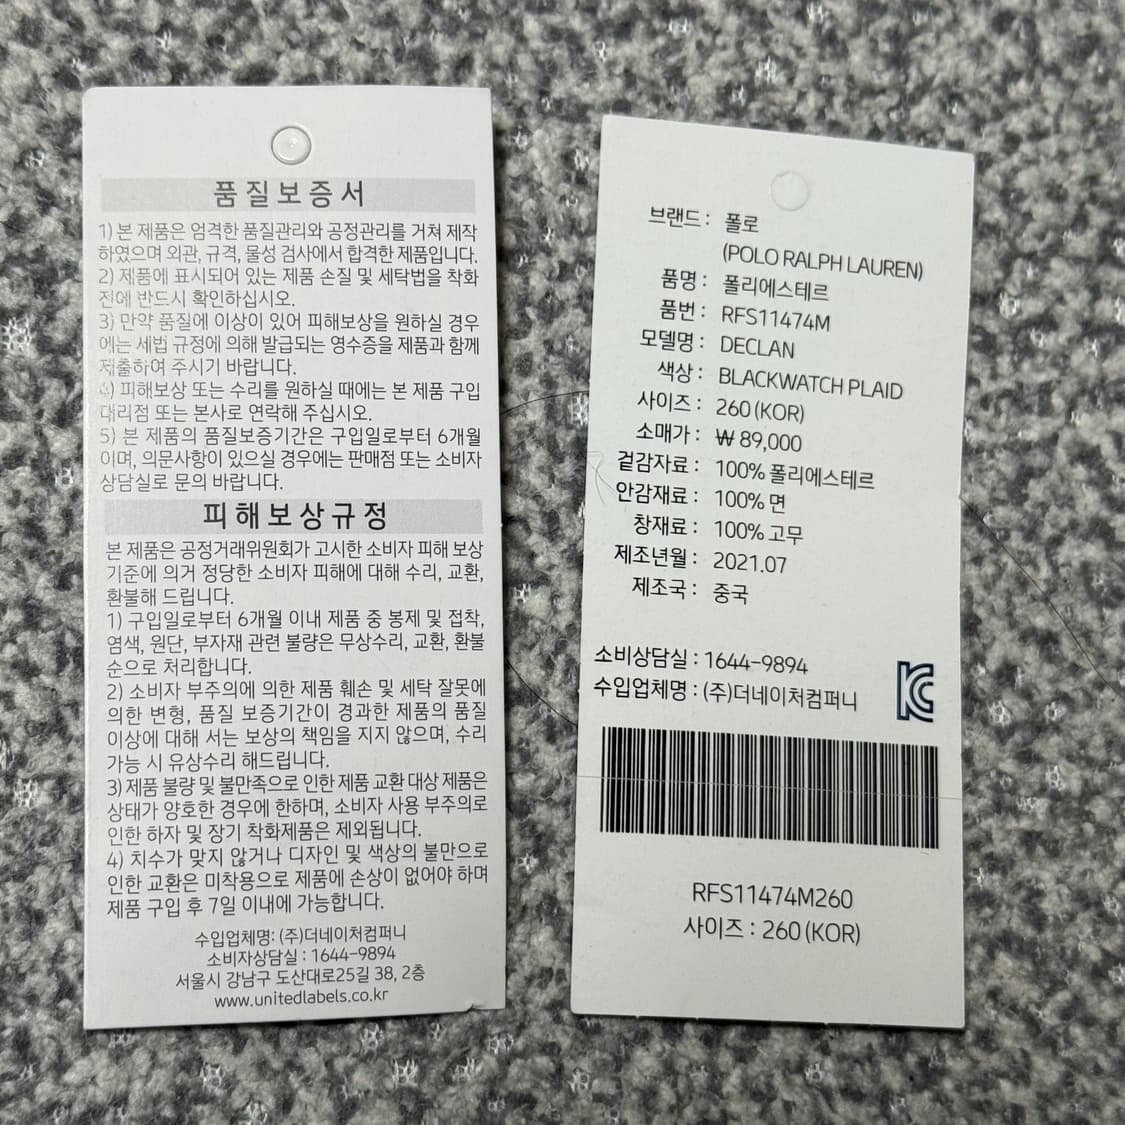 품질보증서
1) 본 제품은 엄격한 품질관리와 공정관리를 거쳐 제작
하였으며 외관, 규격, 물성 검사에서 합격한 제품입니다.
2) 제품에 표시되어 있는 제품 손질 및 세탁법을 착화
전에 반드시 확인하십시오.
3) 만약 품질에 이상이 있어 피해보상을 원하실 경우
에는 세법 규정에 의해 발급되는 영수증을 제품과 함께
제출하여 주시기 바랍니다.
4) 피해보상 또는 수리를 원하실 때에는 본 제품 구입
대리점 또는 본사로 연락해 주십시오.
5) 본 제품의 품질보증기간은 구입일로부터 6개월
이며, 의문사항이 있으실 경우에는 판매점 또는 소비자
상담실로 문의 바랍니다.
피해보상규정
본 제품은 공정거래위원회가 고시한 소비자 피해 보상
기준에 의거 정당한 소비자 피해에 대해 수리, 교환,
환불해 드립니다.
1) 구입일로부터 6개월 이내 제품 중 봉제 및 접착,
염색, 원단, 부자재 관련 불량은 무상수리, 교환, 환불
순으로 처리합니다.
2) 소비자 부주의에 의한 제품 훼손 및 세탁 잘못에
의한 변형, 품질 보증기간이 경과한 제품의 품질
이상에 대해 서는 보상의 책임을 지지 않으며, 수리
가능 시 유상수리 해드립니다.
3) 제품 불량 및 불만족으로 인한 제품 교환 대상 제품은
상태가 양호한 경우에 한하며, 소비자 사용 부주의로
인한 하자 및 장기 착화제품은 제외됩니다.
4) 치수가 맞지 않거나 디자인 및 색상의 불만으로
인한 교환은 미착용으로 제품에 손상이 없어야 하며
제품 구입 후 7일 이내에 가능합니다.
수입업체명: (주)더네이처컴퍼니
소비자상담실 : 1644-9894
서울시 강남구 도산대로25길 38, 2층
www.unitedlabels.co.kr
브랜드 : 폴로
(POLO RALPH LAUREN)
품명 : 폴리에스테르
품번 : RFS11474M
모델명 : DECLAN
색상 : BLACKWATCH PLAID
사이즈 : 260 (KOR)
소매가 : ₩ 89,000
겉감자료 : 100% 폴리에스테르
안감재료 : 100% 면
창재료 : 100% 고무
제조년월 : 2021.07
제조국 : 중국
소비상담실 : 1644-9894
수입업체명 : (주)더네이처컴퍼니
KC
RFS11474M260
사이즈 : 260 (KOR)